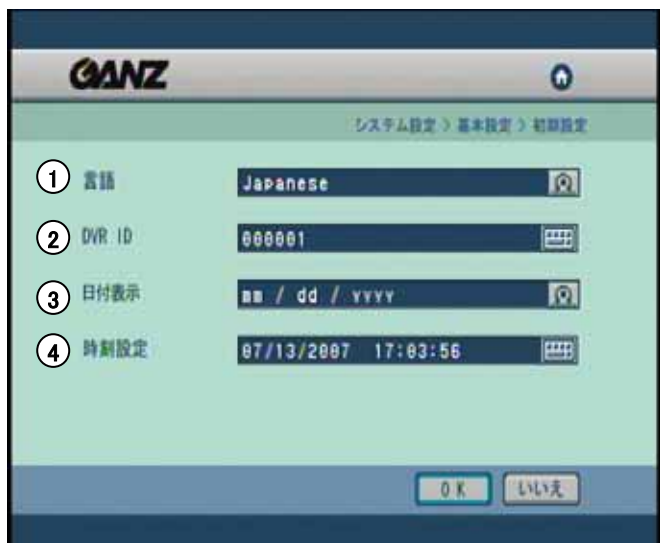 GANZ
システム設定 > 基本設定 > 初期設定
① 言語 Japanese
② DVR ID 000001
③ 日付表示 mm / dd / yyyy
④ 時刻設定 07/13/2007 17:03:56
OK いいえ